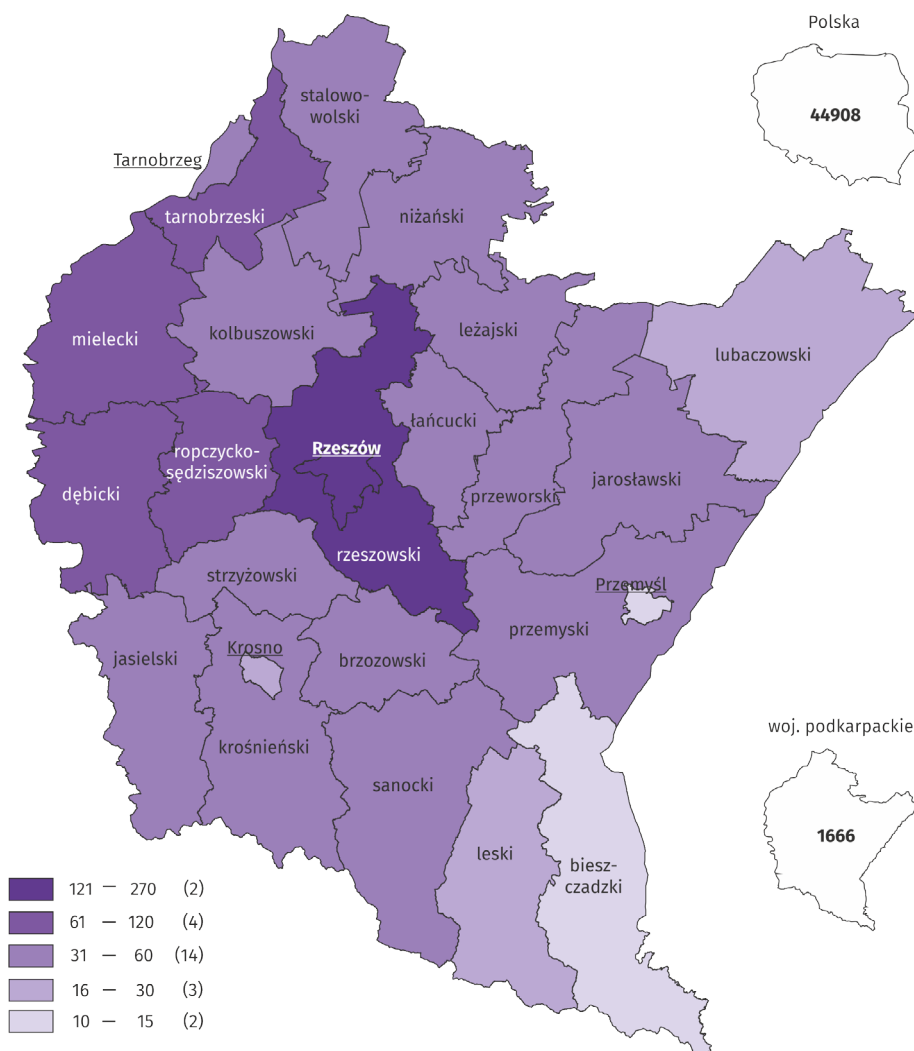 Polska
44908
stalowo-
wolski
Tarnobrzeg
tarnobrzeski
niżański
mielecki
kolbuszowski
leżajski
lubaczowski
łańcucki
Rzeszów
ropczycko-
sędziszowski
dębicki
przeworski
jarosławski
rzeszowski
strzyżowski
Przemyśl
przemyski
jasielski
Krosno
brzozowski
krośnieński
sanocki
leski
biesz-
czadzki
woj. podkarpackie
1666
121 – 270 (2)
61 – 120 (4)
31 – 60 (14)
16 – 30 (3)
10 – 15 (2)